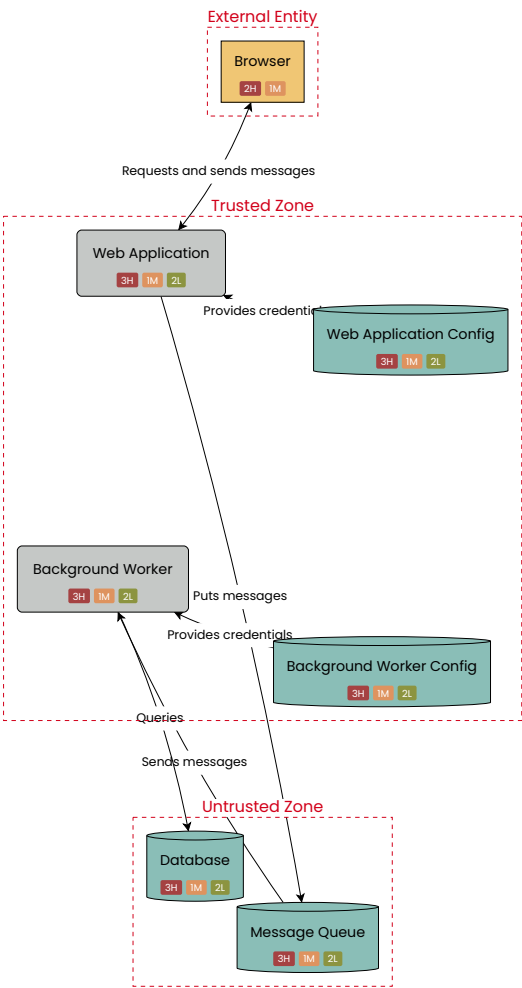 External Entity
Browser
2H 1M
Requests and sends messages
Trusted Zone
Web Application
3H 1M 2L
Provides credentials
Web Application Config
3H 1M 2L
Background Worker
3H 1M 2L
Puts messages
Provides credentials
Background Worker Config
3H 1M 2L
Queries
Sends messages
Untrusted Zone
Database
3H 1M 2L
Message Queue
3H 1M 2L